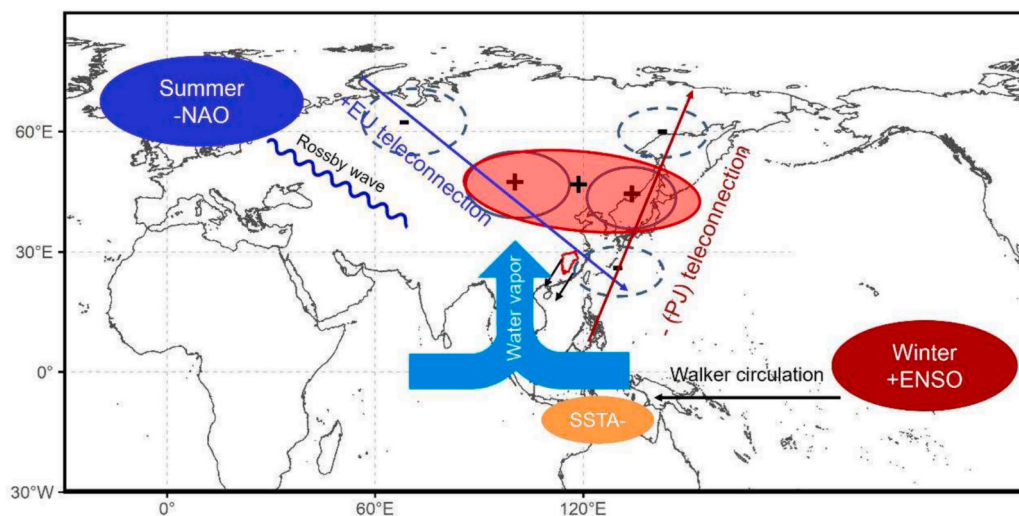 Summer
-NAO
60°E
30°E
0°
30°W
0°
60°E
120°E
Rossby wave
+EU teleconnection
-
-
-
+
+
+
- (PJ) teleconnection
Water vapor
Walker circulation
Winter
+ENSO
SSTA-